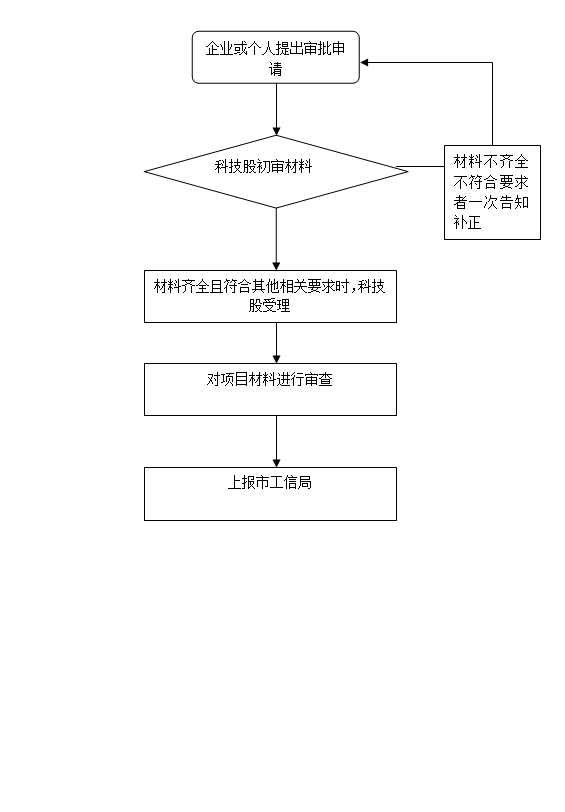 企业或个人提出审批申
请
科技股初审材料
材料不齐全
不符合要求
者一次告知
补正
材料齐全且符合其他相关要求时，科技
股受理
对项目材料进行审查
上报市工信局